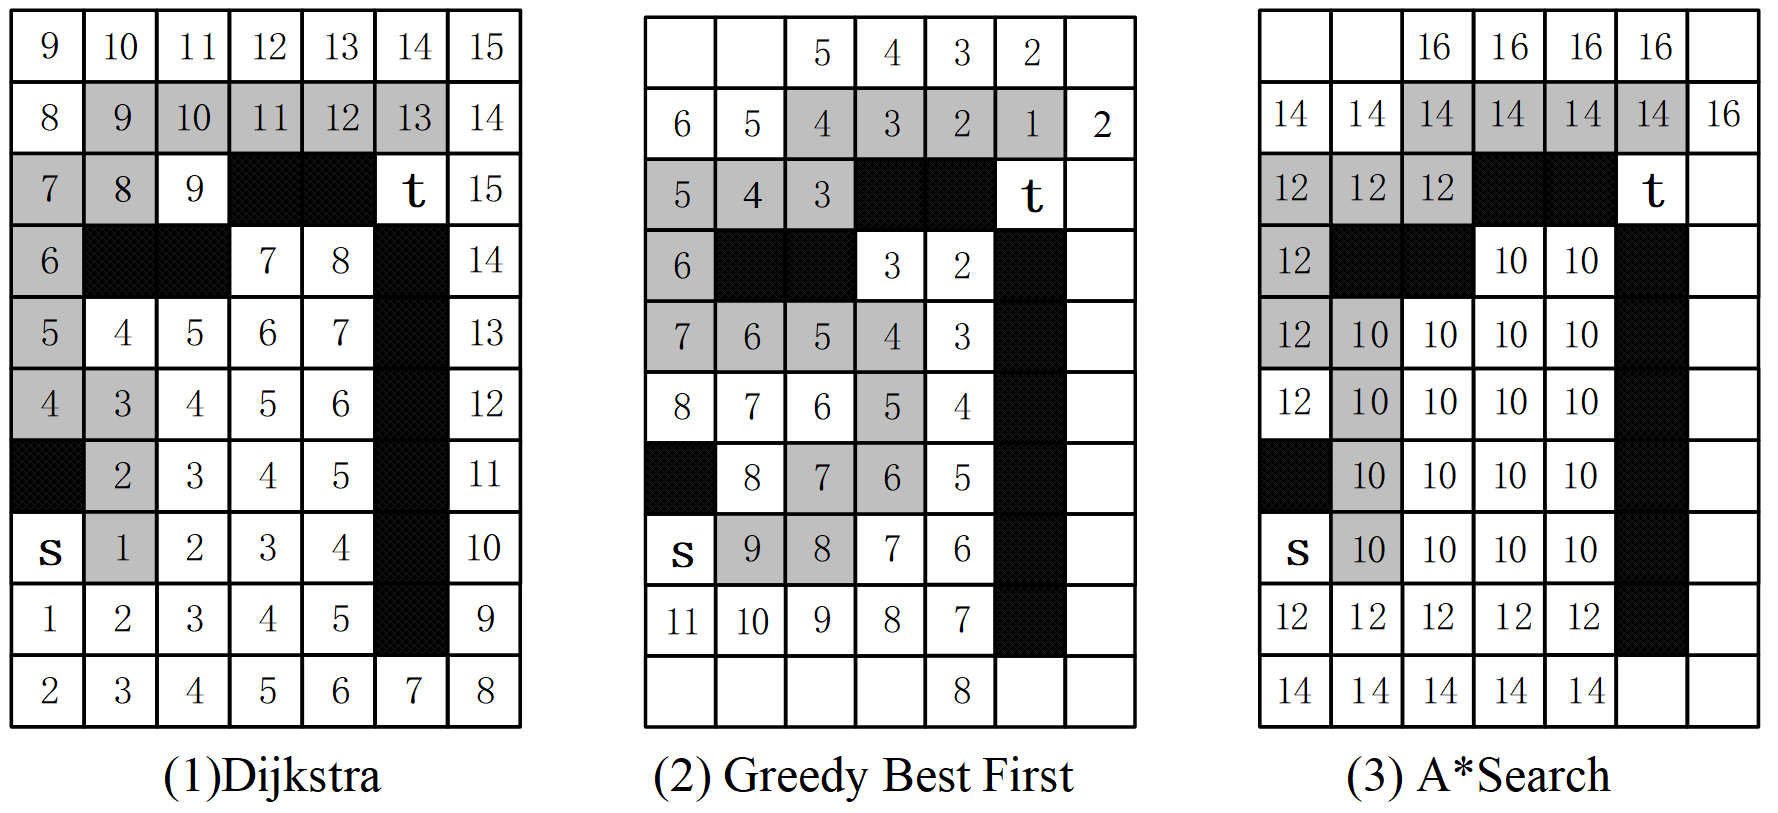 9 10 11 12 13 14 15
8 9 10 11 12 13 14
7 8 9 t 15
6 7 8 14
5 4 5 6 7 13
4 3 4 5 6 12
2 3 4 5 11
s 1 2 3 4 10
1 2 3 4 5 9
2 3 4 5 6 7 8
(1)Dijkstra
5 4 3 2
6 5 4 3 2 1 2
5 4 3 t
6 3 2
7 6 5 4 3
8 7 6 5 4
8 7 6 5
s 9 8 7 6
11 10 9 8 7
8
(2) Greedy Best First
16 16 16 16
14 14 14 14 14 14 16
12 12 12 t
12 10 10
12 10 10 10 10
12 10 10 10 10
10 10 10 10
s 10 10 10 10
12 12 12 12 12
14 14 14 14 14
(3) A*Search